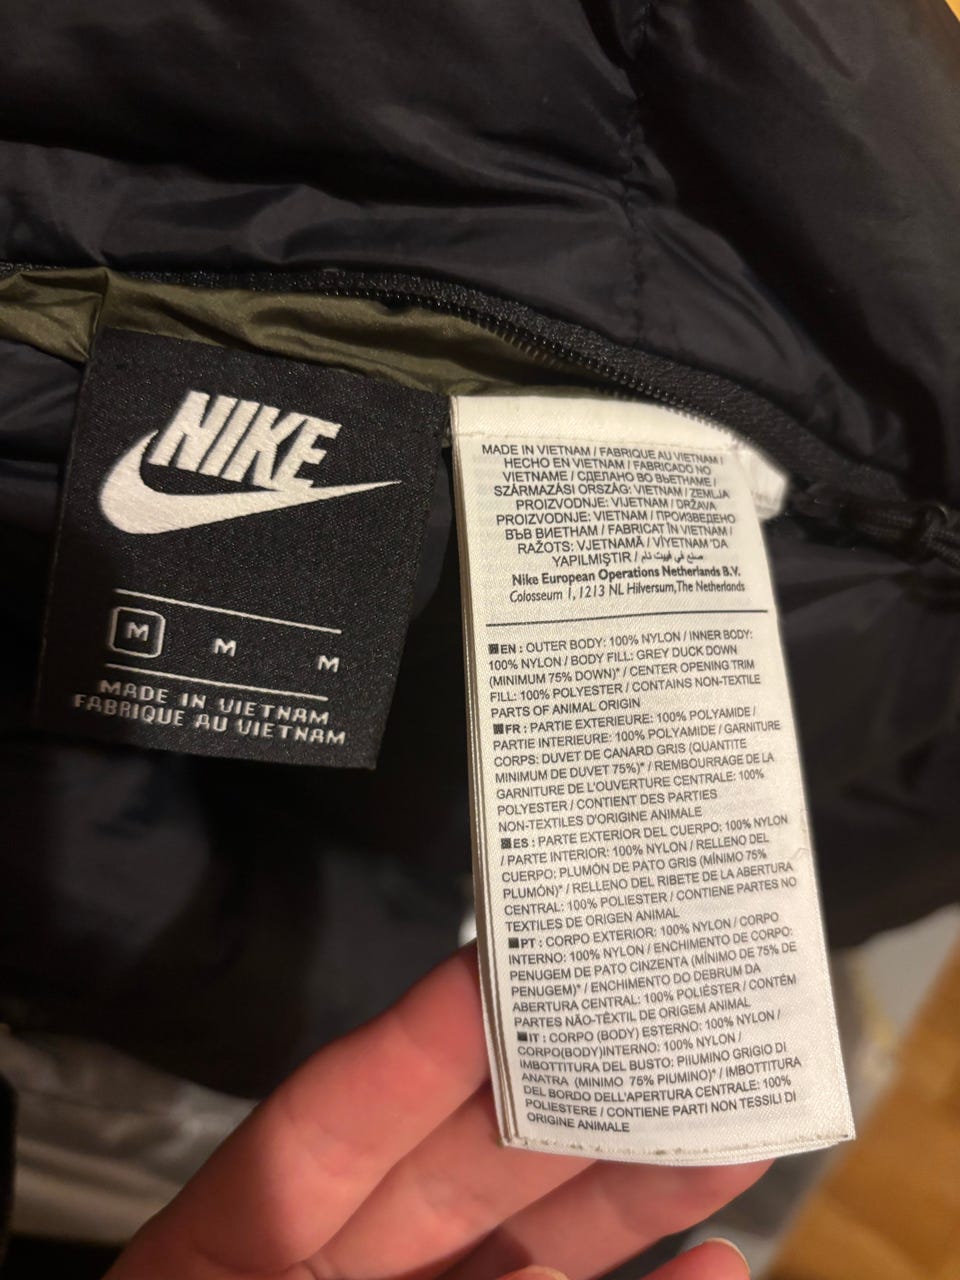 NIKE
M M M
MADE IN VIETNAM
FABRIQUE AU VIETNAM
MADE IN VIETNAM / FABRIQUE AU VIETNAM /
HECHO EN VIETNAM / FABRICADO NO
VIETNAME / СДЕЛАНО ВО ВЬЕТНАМЕ /
SZÁRMAZÁSI ORSZÁG: VIETNAM / ZEMLJA
PROIZVODNJE: VIJETNAM / DRŽAVA
PROIZVODNJE: VIETNAM / ПРОИЗВЕДЕНО
ВЪВ ВИЕТНАМ / FABRICAT ÎN VIETNAM /
RAŽOTS: VJETNAMĀ / VİYETNAM'DA
YAPILMIŞTIR / صنع في فييت نام
Nike European Operations Netherlands B.V.
Colosseum 1, 1213 NL Hilversum, The Netherlands
EN : OUTER BODY: 100% NYLON / INNER BODY:
100% NYLON / BODY FILL: GREY DUCK DOWN
(MINIMUM 75% DOWN)* / CENTER OPENING TRIM
FILL: 100% POLYESTER / CONTAINS NON-TEXTILE
PARTS OF ANIMAL ORIGIN
FR : PARTIE EXTERIEURE: 100% POLYAMIDE /
PARTIE INTERIEURE: 100% POLYAMIDE / GARNITURE
CORPS: DUVET DE CANARD GRIS (QUANTITE
MINIMUM DE DUVET 75%)* / REMBOURRAGE DE LA
GARNITURE DE L'OUVERTURE CENTRALE: 100%
POLYESTER / CONTIENT DES PARTIES
NON-TEXTILES D'ORIGINE ANIMALE
ES : PARTE EXTERIOR DEL CUERPO: 100% NYLON
/ PARTE INTERIOR: 100% NYLON / RELLENO DEL
CUERPO: PLUMÓN DE PATO GRIS (MÍNIMO 75%
PLUMÓN)* / RELLENO DEL RIBETE DE LA ABERTURA
CENTRAL: 100% POLIESTER / CONTIENE PARTES NO
TEXTILES DE ORIGEN ANIMAL
PT : CORPO EXTERIOR: 100% NYLON / CORPO
INTERNO: 100% NYLON / ENCHIMENTO DE CORPO:
PENUGEM DE PATO CINZENTA (MÍNIMO DE 75% DE
PENUGEM)* / ENCHIMENTO DO DEBRUM DA
ABERTURA CENTRAL: 100% POLIÉSTER / CONTÉM
PARTES NÃO-TÊXTIL DE ORIGEM ANIMAL
IT : CORPO (BODY) ESTERNO: 100% NYLON /
CORPO(BODY)INTERNO: 100% NYLON /
IMBOTTITURA DEL BUSTO: PIIUMINO GRIGIO DI
ANATRA (MINIMO 75% PIUMINO)* / IMBOTTITURA
DEL BORDO DELL'APERTURA CENTRALE: 100%
POLIESTERE / CONTIENE PARTI NON TESSILI DI
ORIGINE ANIMALE